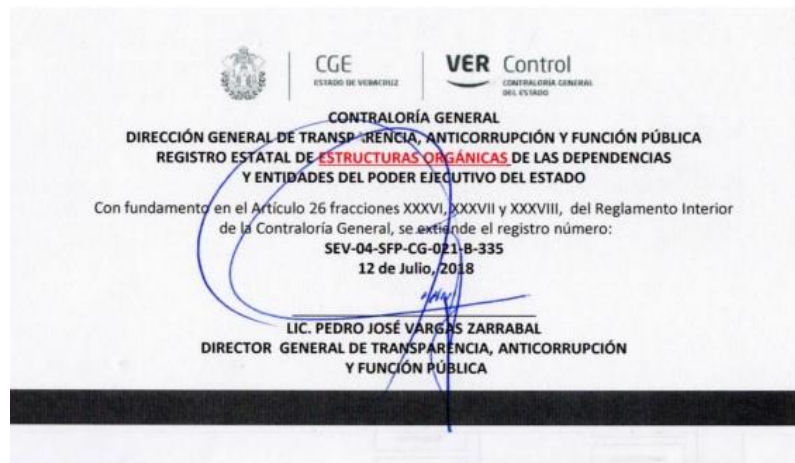 CGE
ESTADO DE VERACRUZ
VER Control
CONTRALORÍA GENERAL
DEL ESTADO
CONTRALORÍA GENERAL
DIRECCIÓN GENERAL DE TRANSPARENCIA, ANTICORRUPCIÓN Y FUNCIÓN PÚBLICA
REGISTRO ESTATAL DE ESTRUCTURAS ORGÁNICAS DE LAS DEPENDENCIAS
Y ENTIDADES DEL PODER EJECUTIVO DEL ESTADO
Con fundamento en el Artículo 26 fracciones XXXVI, XXXVII y XXXVIII, del Reglamento Interior
de la Contraloría General, se extiende el registro número:
SEV-04-SFP-CG-021-B-335
12 de Julio, 2018
LIC. PEDRO JOSÉ VARGAS ZARRABAL
DIRECTOR GENERAL DE TRANSPARENCIA, ANTICORRUPCIÓN
Y FUNCIÓN PÚBLICA